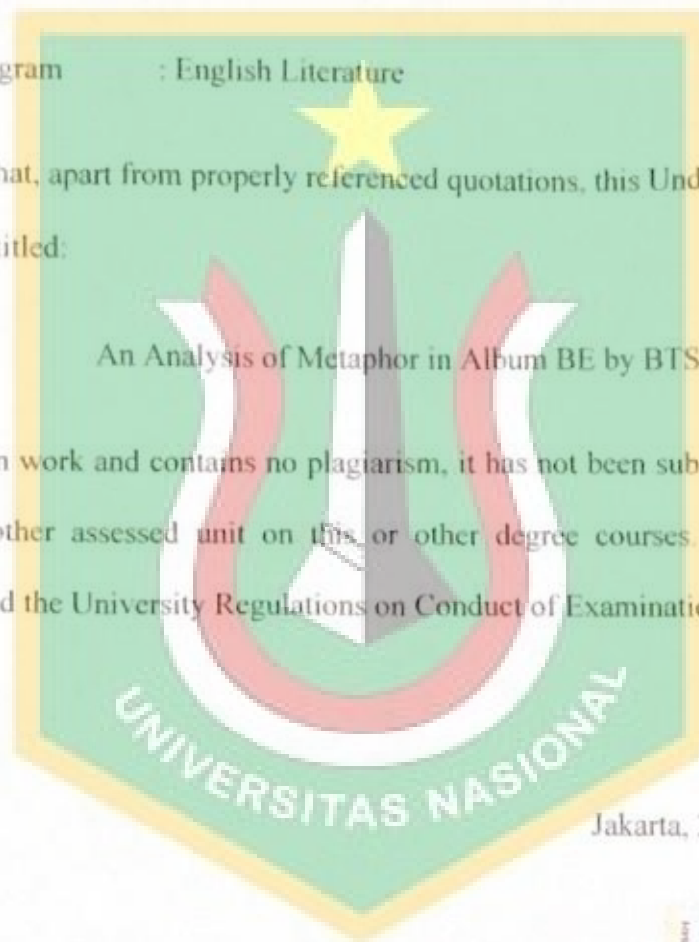 gram : English Literature
hat, apart from properly referenced quotations, this Und
itled:
An Analysis of Metaphor in Album BE by BTS
n work and contains no plagiarism, it has not been sub
other assessed unit on this or other degree courses.
d the University Regulations on Conduct of Examinatio
UNIVERSITAS NASIONAL
Jakarta,